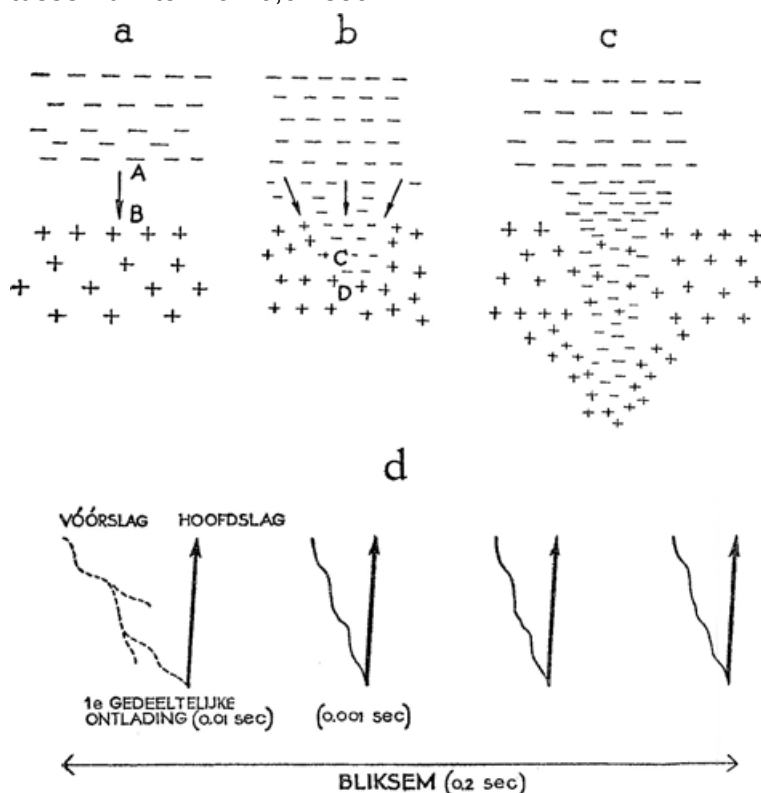 a b c
A
B
C
D
d
VÓÓRSLAG HOOFDSLAG
1e GEDEELTELIJKE
ONTLADING (0.01 sec) (0.001 sec)
BLIKSEM (0.2 sec)